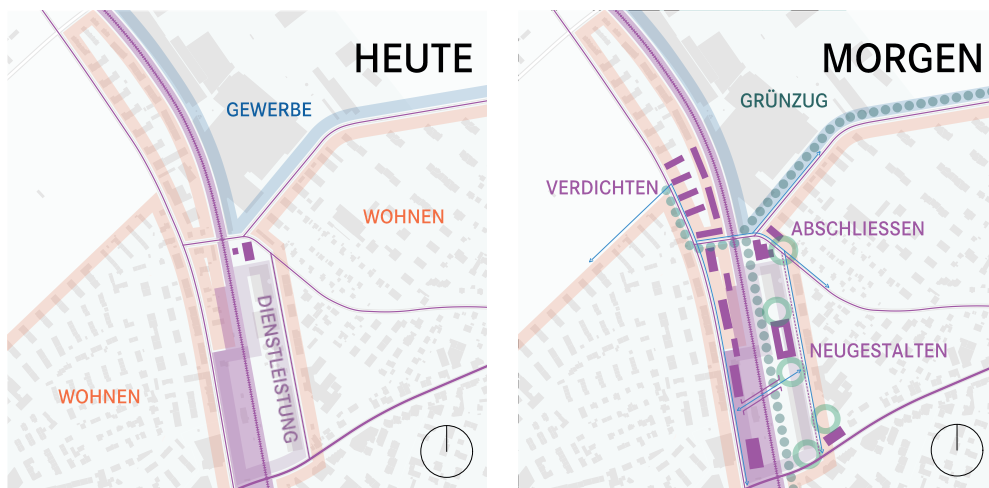 HEUTE
GEWERBE
WOHNEN
DIENSTLEISTUNG
WOHNEN
MORGEN
GRÜNZUG
VERDICHTEN
ABSCHLIESSEN
NEUGESTALTEN